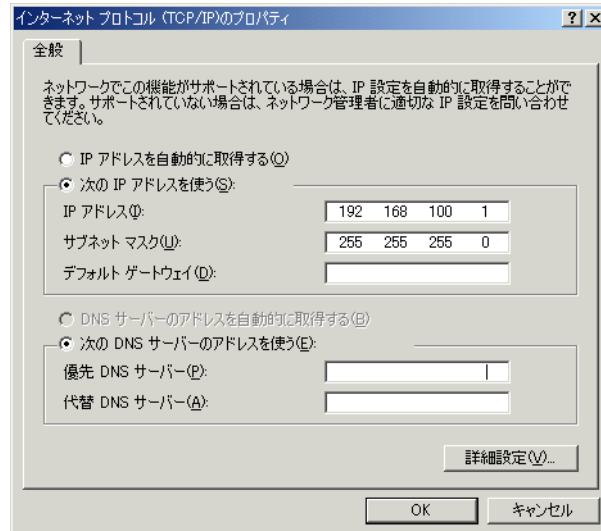 インターネット プロトコル (TCP/IP)のプロパティ
全般
ネットワークでこの機能がサポートされている場合は、IP 設定を自動的に取得することがで
きます。サポートされていない場合は、ネットワーク管理者に適切な IP 設定を問い合わせ
てください。
IP アドレスを自動的に取得する(O)
次の IP アドレスを使う(S):
IP アドレス(I): 192 168 100 1
サブネット マスク(U): 255 255 255 0
デフォルト ゲートウェイ(D):
DNS サーバーのアドレスを自動的に取得する(B)
次の DNS サーバーのアドレスを使う(E):
優先 DNS サーバー(P):
代替 DNS サーバー(A):
詳細設定(V)...
OK キャンセル